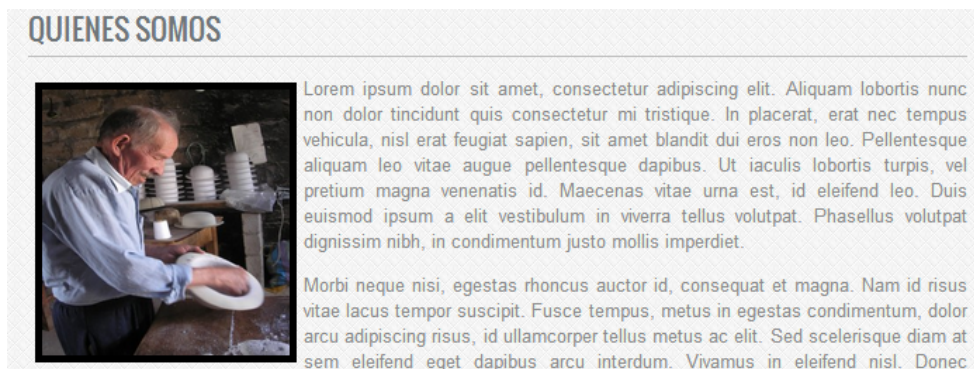 QUIENES SOMOS
Lorem ipsum dolor sit amet, consectetur adipiscing elit. Aliquam lobortis nunc
non dolor tincidunt quis consectetur mi tristique. In placerat, erat nec tempus
vehicula, nisl erat feugiat sapien, sit amet blandit dui eros non leo. Pellentesque
aliquam leo vitae augue pellentesque dapibus. Ut iaculis lobortis turpis, vel
pretium magna venenatis id. Maecenas vitae urna est, id eleifend leo. Duis
euismod ipsum a elit vestibulum in viverra tellus volutpat. Phasellus volutpat
dignissim nibh, in condimentum justo mollis imperdiet.
Morbi neque nisi, egestas rhoncus auctor id, consequat et magna. Nam id risus
vitae lacus tempor suscipit. Fusce tempus, metus in egestas condimentum, dolor
arcu adipiscing risus, id ullamcorper tellus metus ac elit. Sed scelerisque diam at
sem eleifend eget dapibus arcu interdum. Vivamus in eleifend nisl. Donec